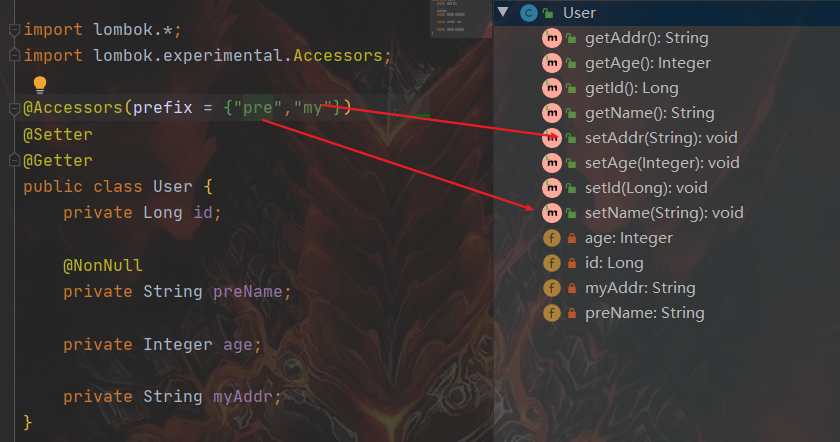 import lombok.*;
import lombok.experimental.Accessors;
@Accessors(prefix = {"pre","my"})
@Setter
@Getter
public class User {
private Long id;
@NonNull
private String preName;
private Integer age;
private String myAddr;
}
C User
m getAddr(): String
m getAge(): Integer
m getId(): Long
m getName(): String
m setAddr(String): void
m setAge(Integer): void
m setId(Long): void
m setName(String): void
f age: Integer
f id: Long
f myAddr: String
f preName: String